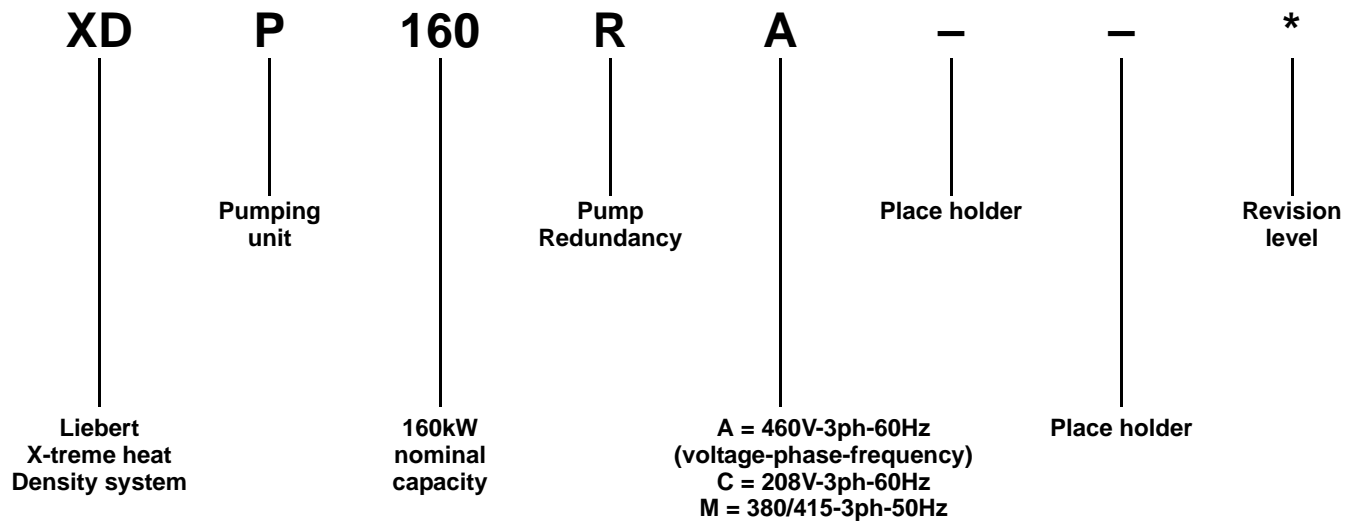 XD P 160 R A – – *
Pumping
unit
Pump
Redundancy
Place holder
Revision
level
Liebert
X-treme heat
Density system
160kW
nominal
capacity
A = 460V-3ph-60Hz
(voltage-phase-frequency)
C = 208V-3ph-60Hz
M = 380/415-3ph-50Hz
Place holder